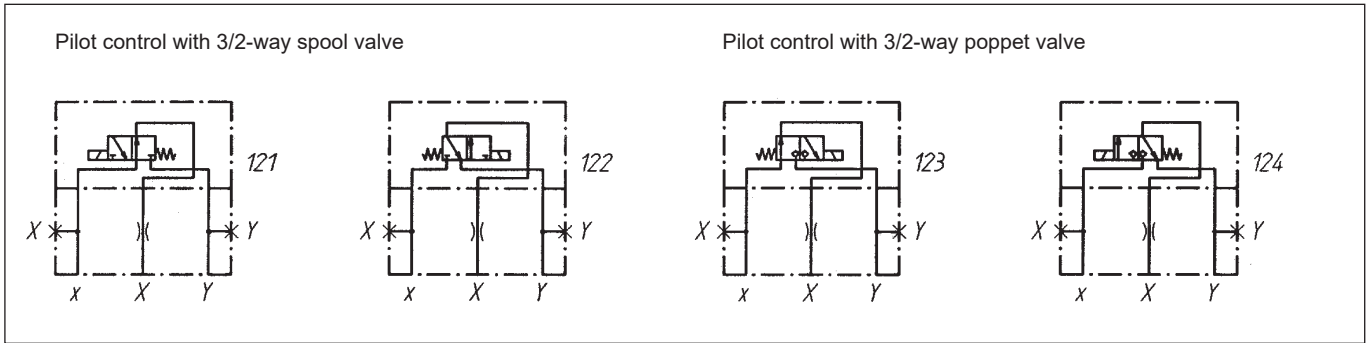 Pilot control with 3/2-way spool valve
Pilot control with 3/2-way poppet valve
121
122
123
124
X Y
X Y
X Y
X Y
x X Y
x X Y
x X Y
x X Y